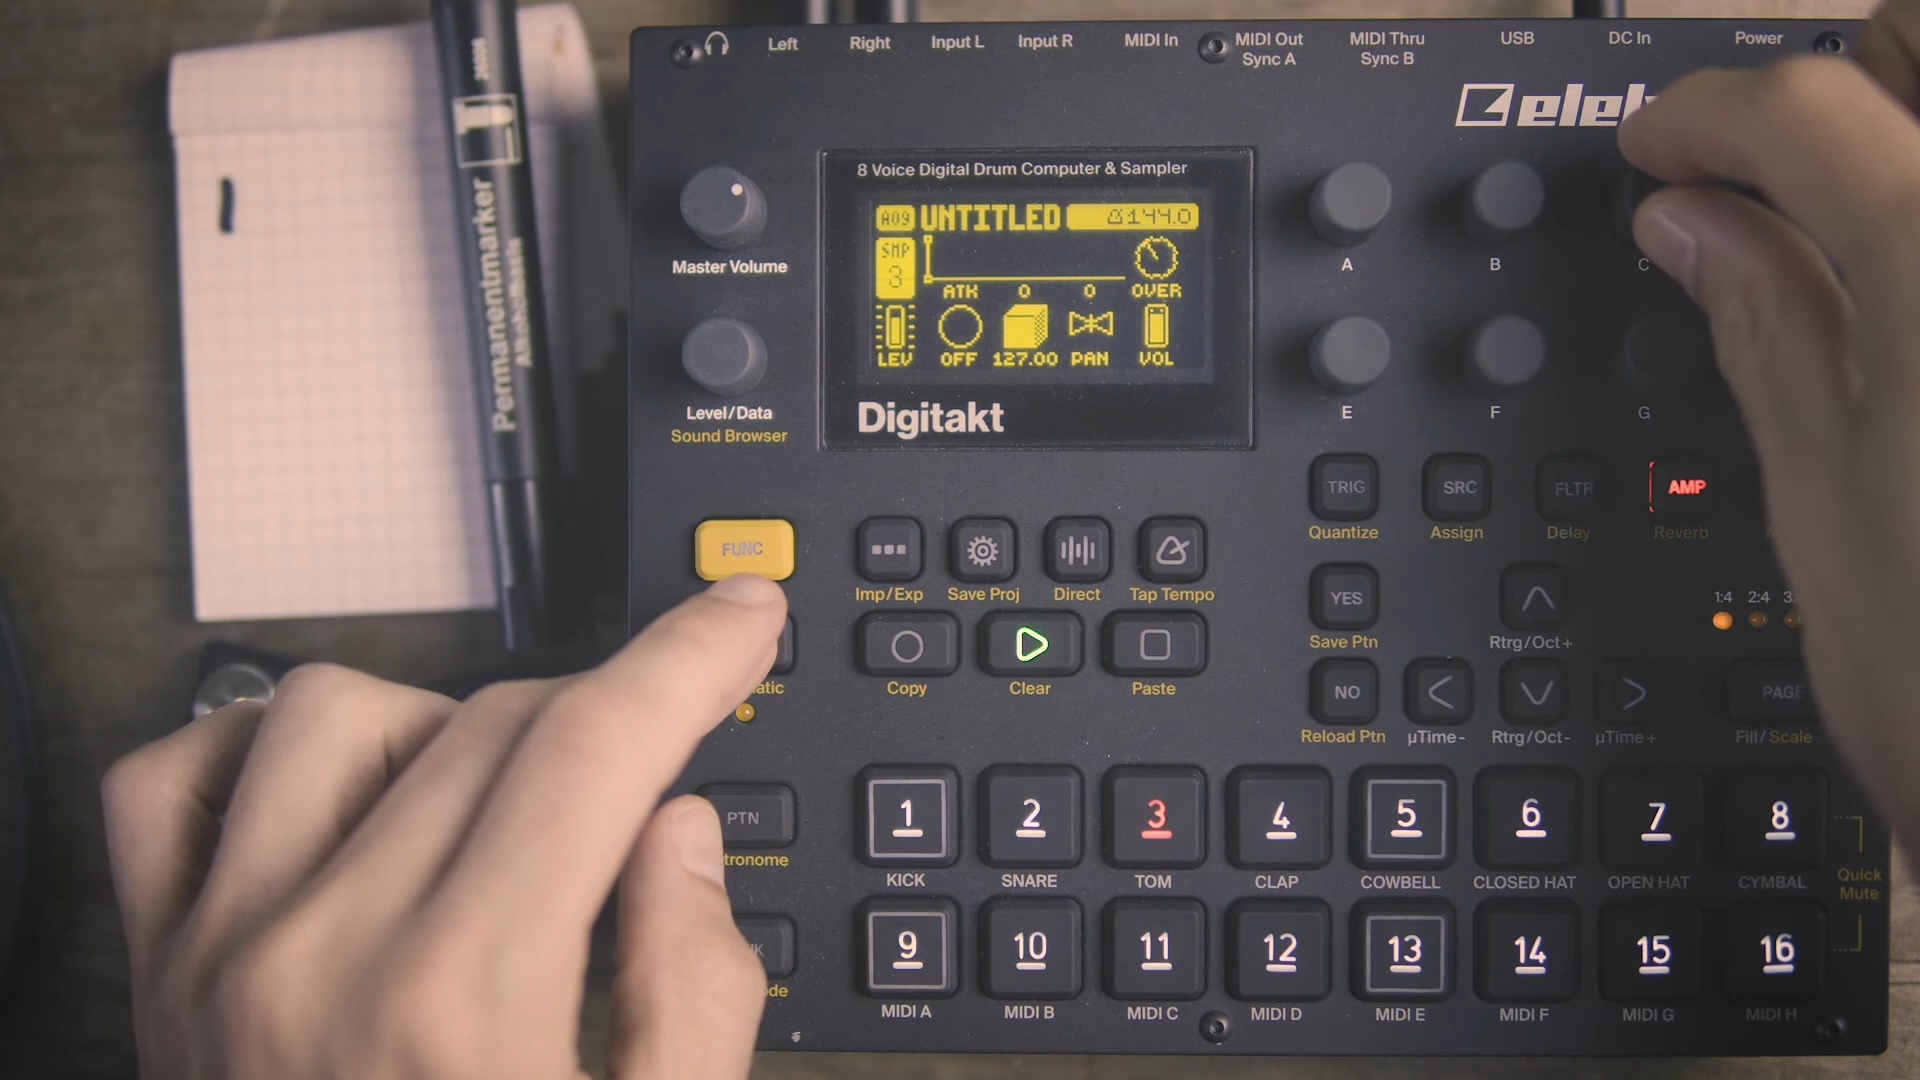 Left Right Input L Input R MIDI In MIDI Out Sync A MIDI Thru Sync B USB DC In Power
2008
Permanentmarker
8 Voice Digital Drum Computer & Sampler
A09 UNTITLED 144.0
SMP
3
ATK 0 0 OVER
LEV OFF 127.00 PAN VOL
Digitakt
Master Volume
Level/Data
Sound Browser
A B C
E F G
TRIG SRC FLTR AMP
Quantize Assign Delay Reverb
FUNC
Imp/Exp Save Proj Direct Tap Tempo
YES
Save Ptn
Rtrg/Oct+
1:4 2:4
Copy Clear Paste
NO PAGE
Reload Ptn µTime- Rtrg/Oct- µTime+ Fill/Scale
PTN
1 2 3 4 5 6 7 8
KICK SNARE TOM CLAP COWBELL CLOSED HAT OPEN HAT CYMBAL
Quick
Mute
9 10 11 12 13 14 15 16
MIDI A MIDI B MIDI C MIDI D MIDI E MIDI F MIDI G MIDI H